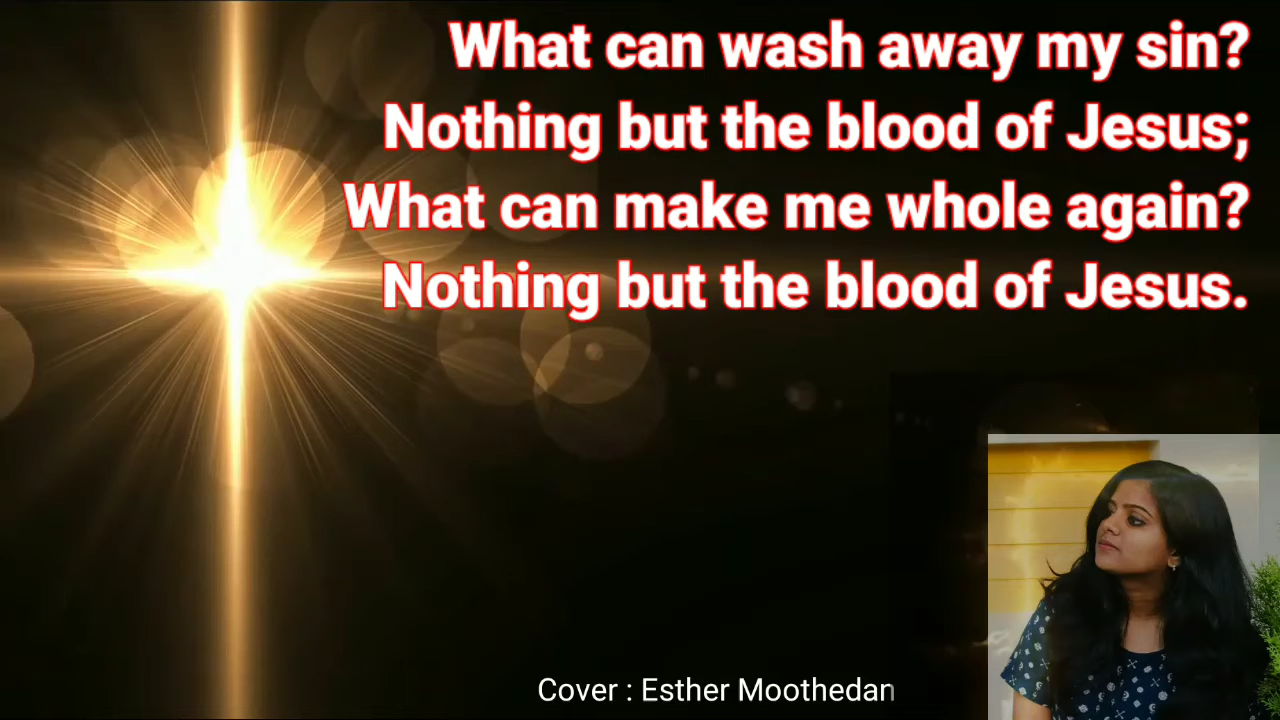 What can wash away my sin?
Nothing but the blood of Jesus;
What can make me whole again?
Nothing but the blood of Jesus.
Cover : Esther Moothedan